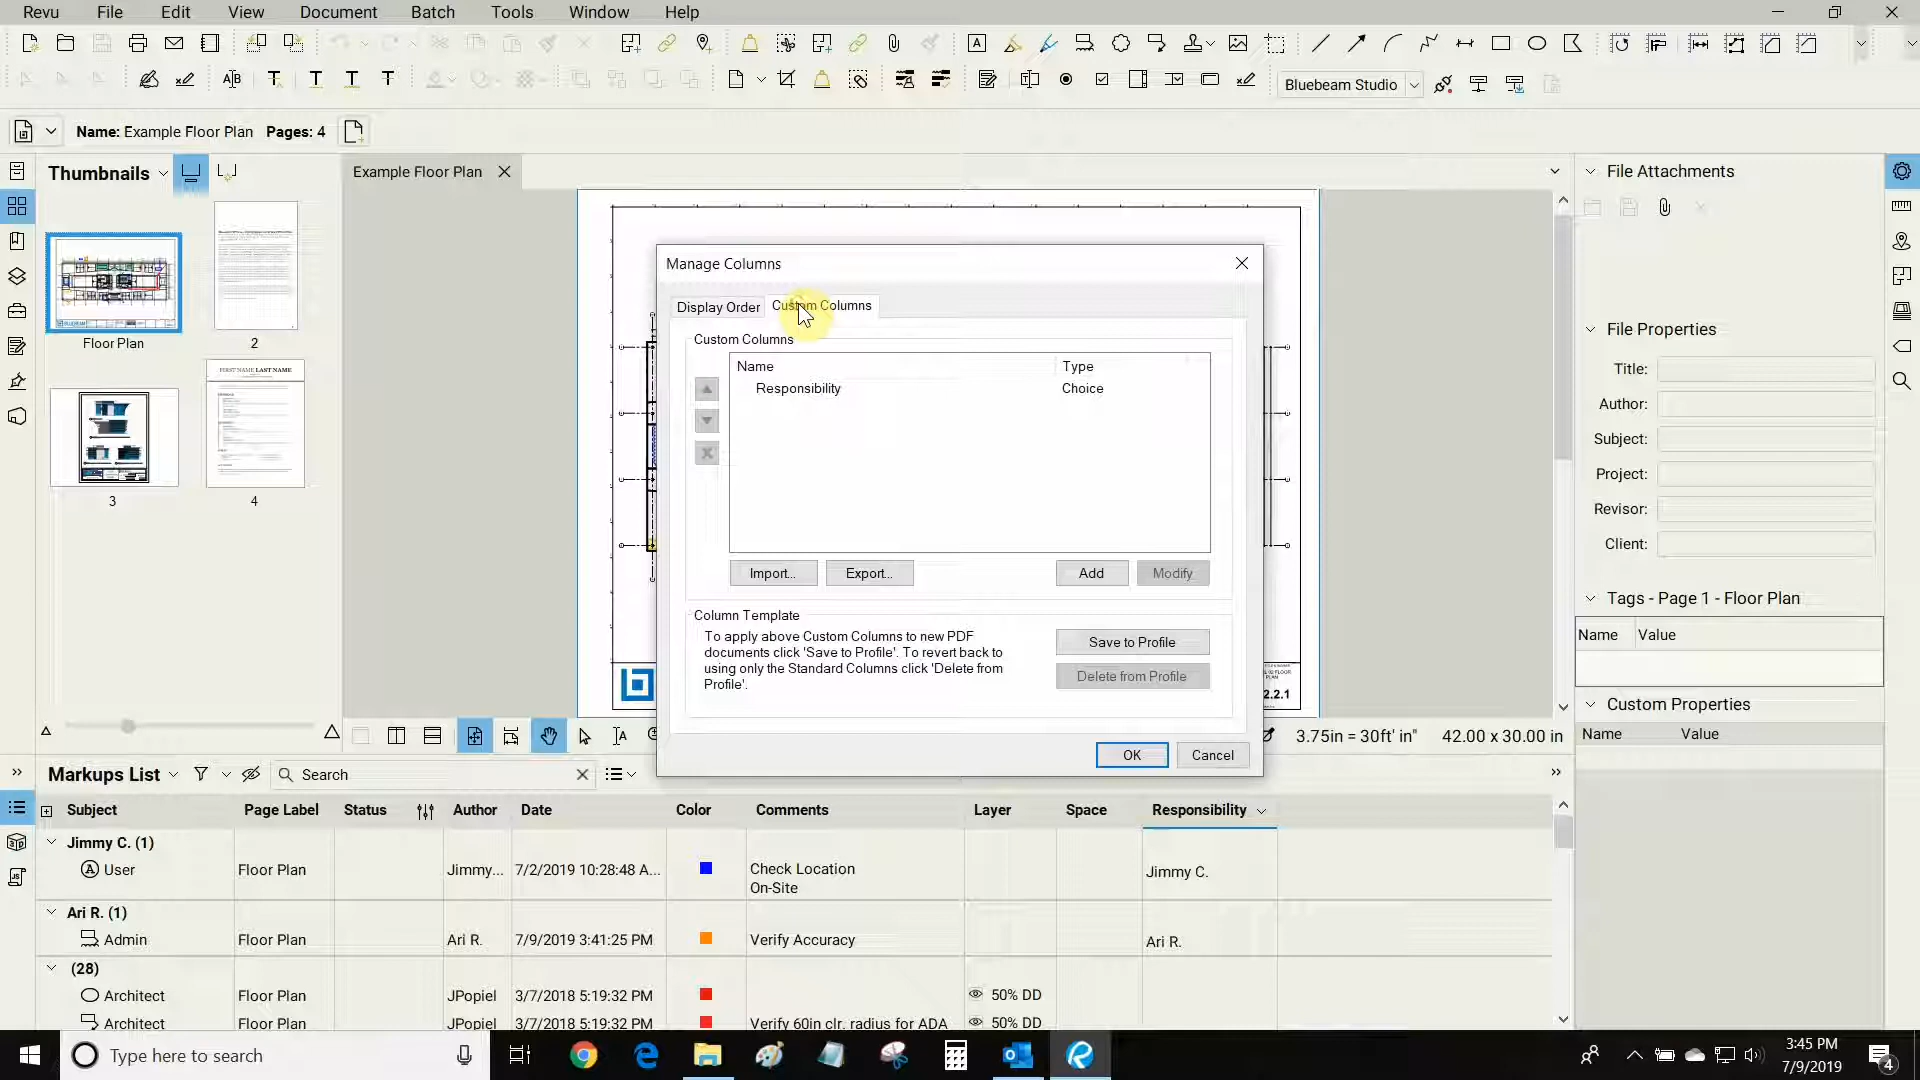 Revu File Edit View Document Batch Tools Window Help
Bluebeam Studio
Name: Example Floor Plan Pages: 4
Thumbnails
Example Floor Plan
Floor Plan
2
FIRST NAME LAST NAME
3
4
2.2.1
3.75in = 30ft' in" 42.00 x 30.00 in
Manage Columns
Display Order Custom Columns
Custom Columns
Name Type
Responsibility Choice
Import... Export... Add Modify
Column Template
To apply above Custom Columns to new PDF
documents click 'Save to Profile'. To revert back to
using only the Standard Columns click 'Delete from
Profile'.
Save to Profile
Delete from Profile
OK Cancel
File Attachments
File Properties
Title:
Author:
Subject:
Project:
Revisor:
Client:
Tags - Page 1 - Floor Plan
Name Value
Custom Properties
Name Value
Markups List Search
Subject Page Label Status Author Date Color Comments Layer Space Responsibility
Jimmy C. (1)
User Floor Plan Jimmy... 7/2/2019 10:28:48 A... Check Location
On-Site
Jimmy C.
Ari R. (1)
Admin Floor Plan Ari R. 7/9/2019 3:41:25 PM Verify Accuracy Ari R.
(28)
Architect Floor Plan JPopiel 3/7/2018 5:19:32 PM 50% DD
Architect Floor Plan JPopiel 3/7/2018 5:19:32 PM Verify 60in clr. radius for ADA 50% DD
Type here to search
3:45 PM
7/9/2019
4